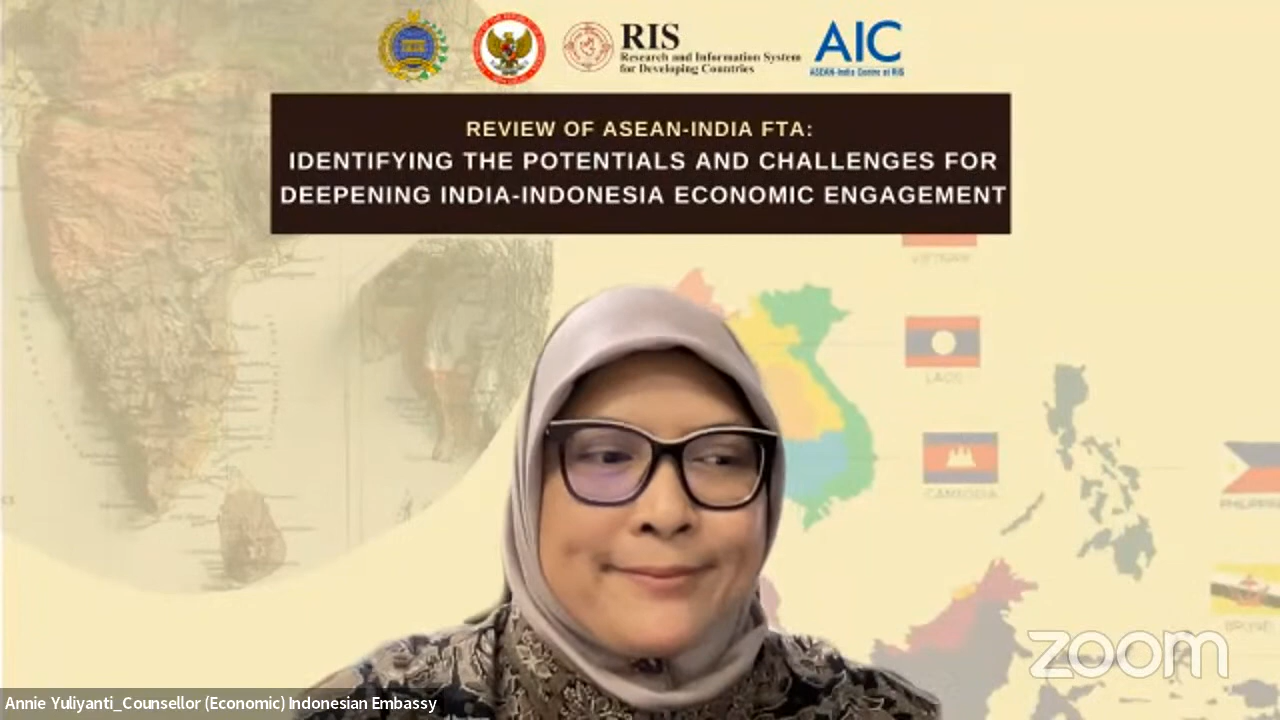 RIS
Research and Information System
for Developing Countries
AIC
ASEAN-India Centre at RIS
REVIEW OF ASEAN-INDIA FTA:
IDENTIFYING THE POTENTIALS AND CHALLENGES FOR
DEEPENING INDIA-INDONESIA ECONOMIC ENGAGEMENT
VIETNAM
LAOS
CAMBODIA
BRUNEI
zoom
Annie Yuliyanti_Counsellor (Economic) Indonesian Embassy